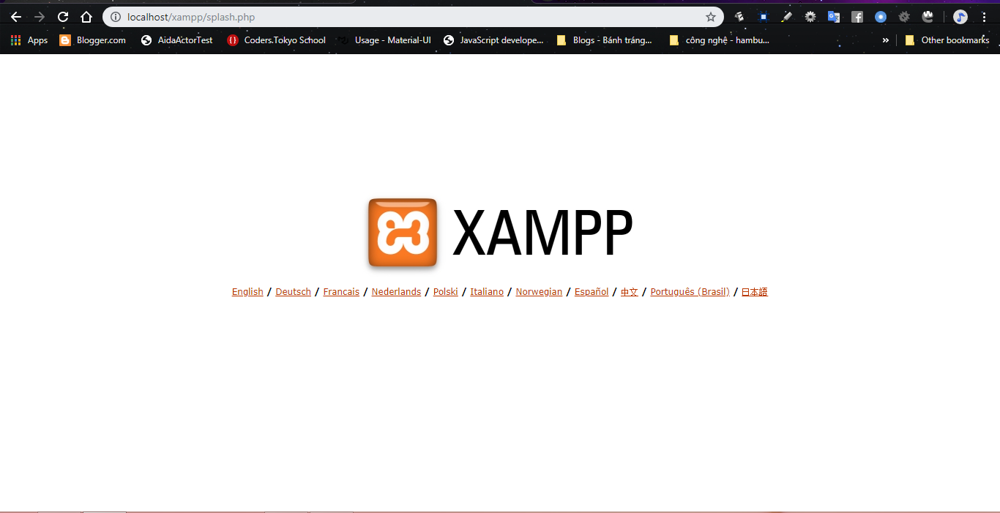 localhost/xampp/splash.php
Apps Blogger.com AidaActorTest Coders.Tokyo School Usage - Material-UI JavaScript develope... Blogs - Bánh tráng... công nghệ - hambu... » Other bookmarks
XAMPP
English / Deutsch / Francais / Nederlands / Polski / Italiano / Norwegian / Español / 中文 / Português (Brasil) / 日本語